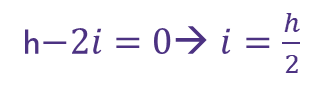 h−2i = 0→ i = h/2